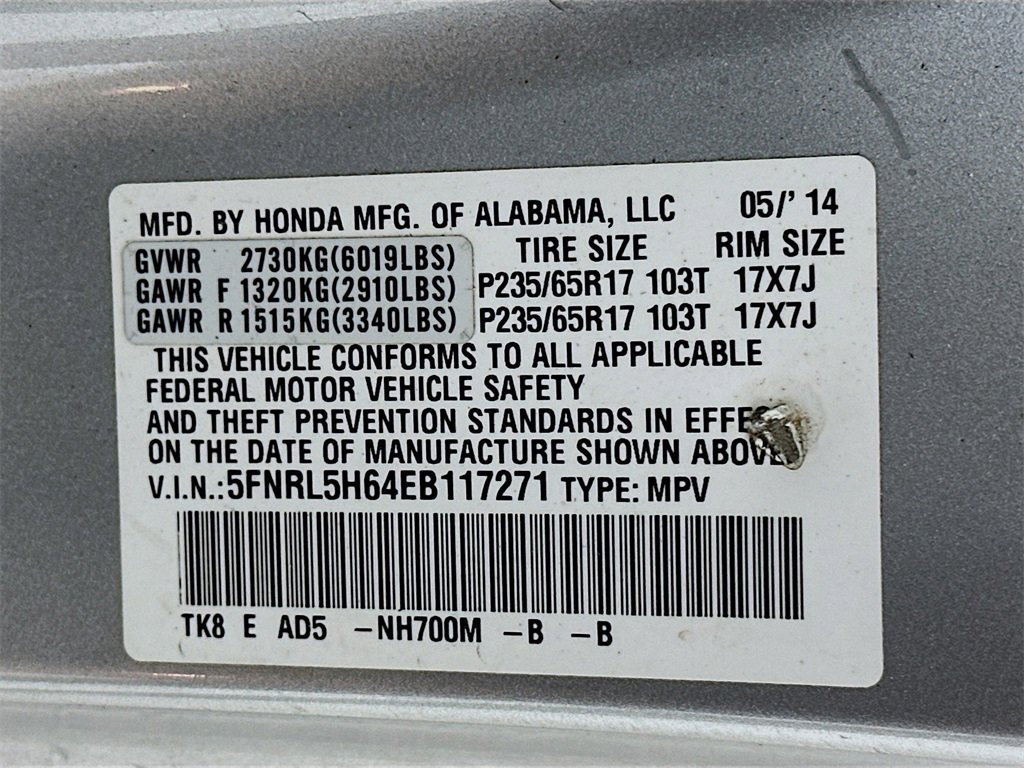 MFD. BY HONDA MFG. OF ALABAMA, LLC 05/' 14
GVWR 2730KG(6019LBS) TIRE SIZE RIM SIZE
GAWR F 1320KG(2910LBS) P235/65R17 103T 17X7J
GAWR R 1515KG(3340LBS) P235/65R17 103T 17X7J
THIS VEHICLE CONFORMS TO ALL APPLICABLE
FEDERAL MOTOR VEHICLE SAFETY
AND THEFT PREVENTION STANDARDS IN EFFECT
ON THE DATE OF MANUFACTURE SHOWN ABOVE.
V.I.N.:5FNRL5H64EB117271 TYPE: MPV
TK8 E AD5 -NH700M -B -B